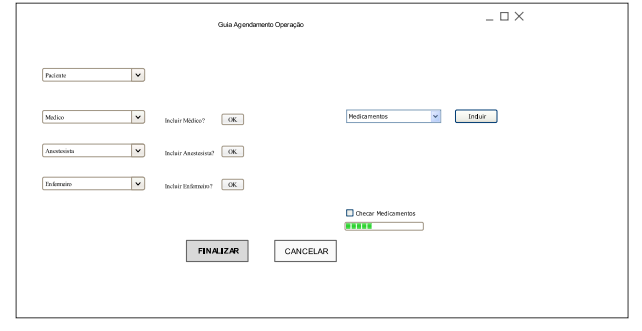 Guia Agendamento Operação
Paciente
Medico
Incluir Médico?
OK
Medicamentos
Incluir
Anestesista
Incluir Anestesista?
OK
Enfermeiro
Incluir Enfermeiro?
OK
Checar Medicamentos
FINALIZAR
CANCELAR